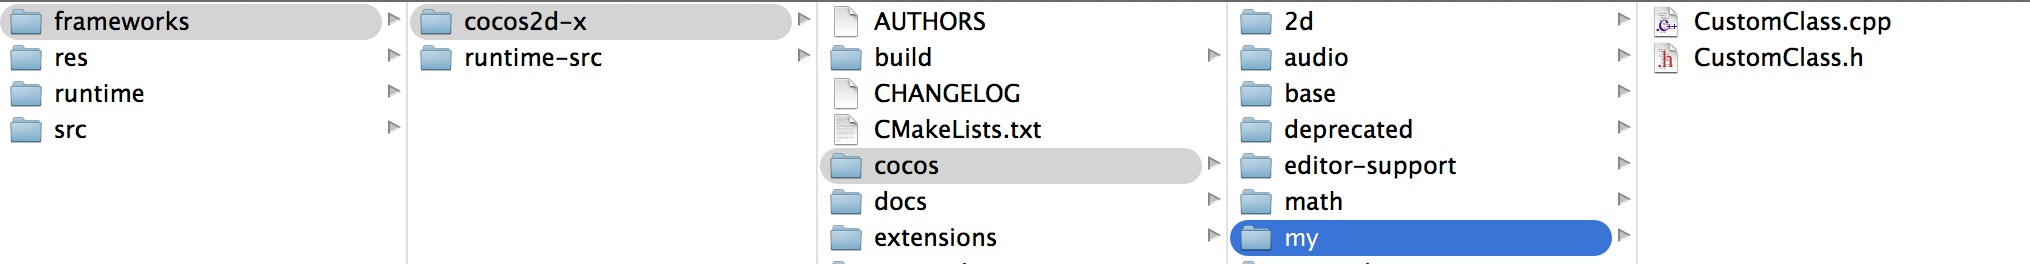 frameworks
res
runtime
src
cocos2d-x
runtime-src
AUTHORS
build
CHANGELOG
CMakeLists.txt
cocos
docs
extensions
2d
audio
base
deprecated
editor-support
math
my
CustomClass.cpp
CustomClass.h